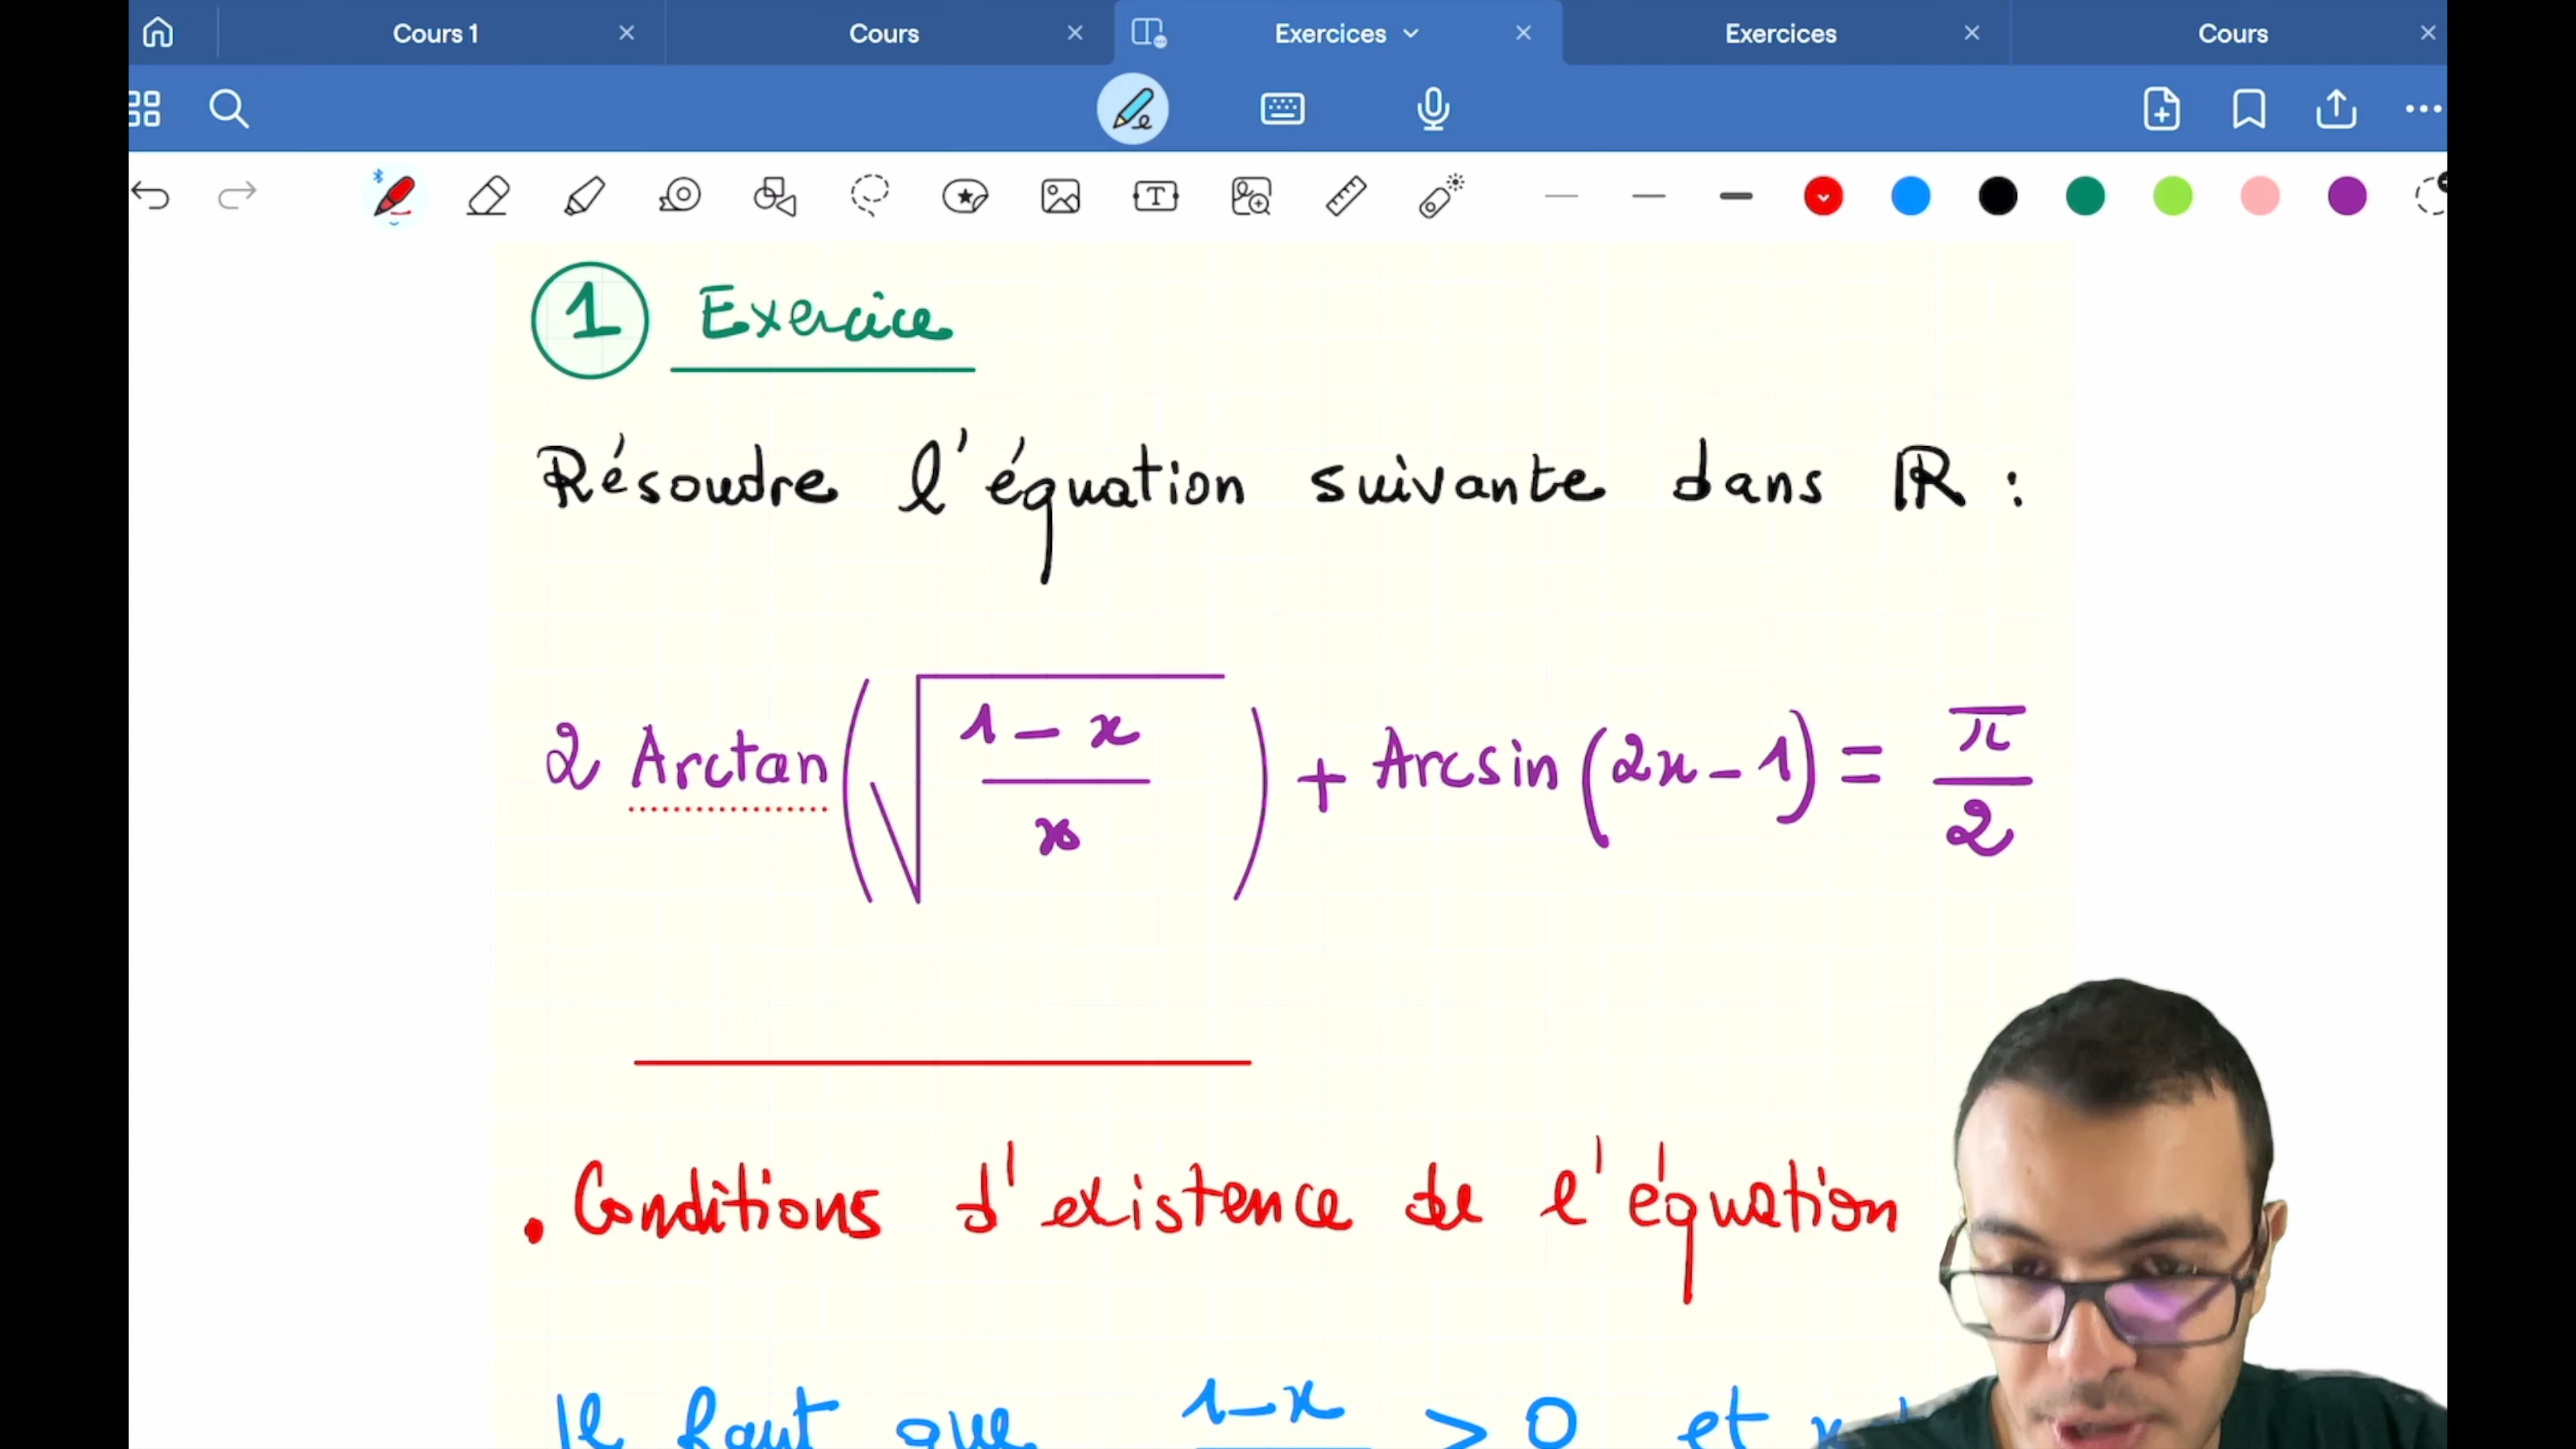 Cours 1 Cours Exercices Exercices Cours
1 Exercice
Résoudre l'équation suivante dans ℝ :
2 Arctan(√((1-x)/x)) + Arcsin(2x-1) = π/2
. Conditions d'existence de l'équation
Il faut que 1-x > 0 et x